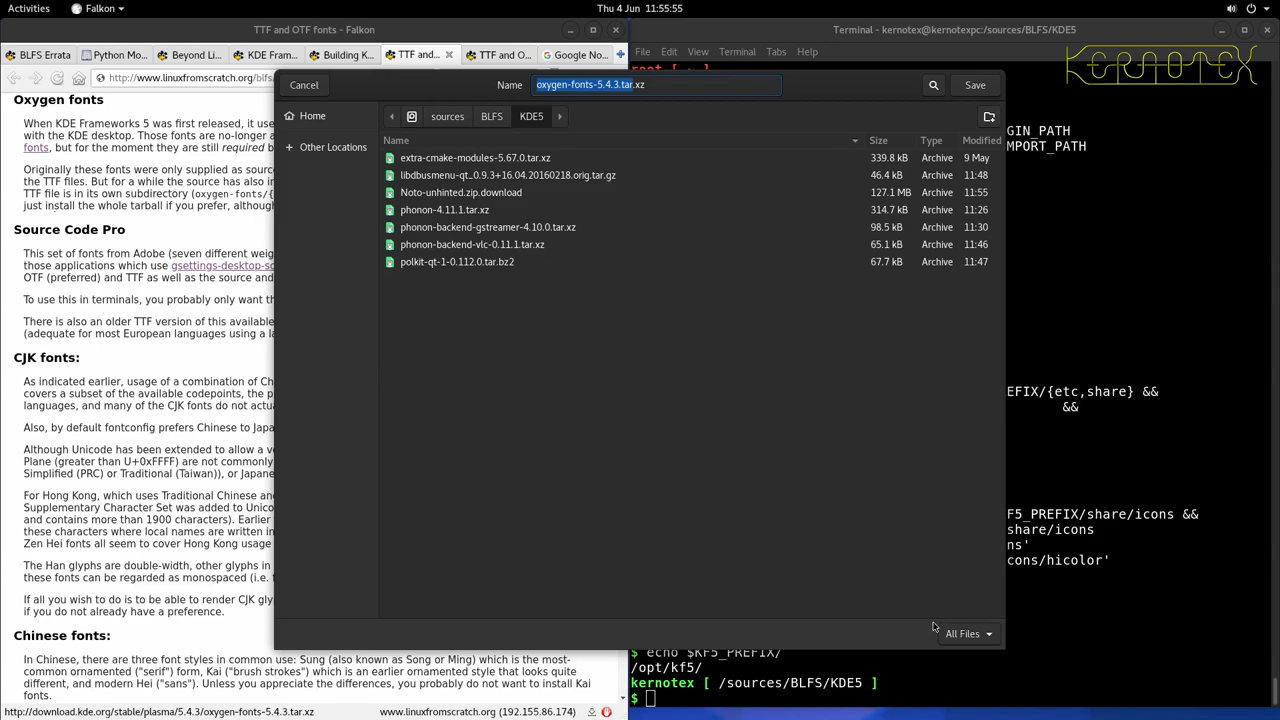 Activities
Falkon
Thu 4 Jun 11:55:55
TTF and OTF fonts - Falkon
BLFS Errata
Python Mo...
Beyond Li...
KDE Fram...
Building K...
TTF and...
TTF and O...
Google No...
http://www.linuxfromscratch.org/blfs
Oxygen fonts
When KDE Frameworks 5 was first released, it use
with the KDE desktop. Those fonts are no-longer a
fonts, but for the moment they are still required b
Originally these fonts were only supplied as sourc
the TTF files. But for a while the source has also i
TTF file is in its own subdirectory (oxygen-fonts/{
just install the whole tarball if you prefer, althoug
Source Code Pro
This set of fonts from Adobe (seven different weig
those applications which use gsettings-desktop-sc
OTF (preferred) and TTF as well as the source and
To use this in terminals, you probably only want th
There is also an older TTF version of this available
(adequate for most European languages using a la
CJK fonts:
As indicated earlier, usage of a combination of Ch
covers a subset of the available codepoints, the p
languages, and many of the CJK fonts do not actua
Also, by default fontconfig prefers Chinese to Japa
Although Unicode has been extended to allow a v
Plane (greater than U+0xFFFF) are not commonly
Simplified (PRC) or Traditional (Taiwan)), or Japane
For Hong Kong, which uses Traditional Chinese an
Supplementary Character Set was added to Unico
and contains more than 1900 characters). Earlier
these characters where local names are written in
Zen Hei fonts all seem to cover Hong Kong usage
The Han glyphs are double-width, other glyphs in
these fonts can be regarded as monospaced (i.e. f
If all you wish to do is to be able to render CJK gly
if you do not already have a preference.
Chinese fonts:
In Chinese, there are three font styles in common use: Sung (also known as Song or Ming) which is the most-
common ornamented ("serif") form, Kai ("brush strokes") which is an earlier ornamented style that looks quite
different, and modern Hei ("sans"). Unless you appreciate the differences, you probably do not want to install Kai
fonts.
http://download.kde.org/stable/plasma/5.4.3/oxygen-fonts-5.4.3.tar.xz
www.linuxfromscratch.org (192.155.86.174)
Cancel
Name
oxygen-fonts-5.4.3.tar.xz
Save
Home
Other Locations
sources
BLFS
KDE5
Name Size Type Modified
extra-cmake-modules-5.67.0.tar.xz 339.8 kB Archive 9 May
libdbusmenu-qt_0.9.3+16.04.20160218.orig.tar.gz 46.4 kB Archive 11:48
Noto-unhinted.zip.download 127.1 MB Archive 11:55
phonon-4.11.1.tar.xz 314.7 kB Archive 11:26
phonon-backend-gstreamer-4.10.0.tar.xz 98.5 kB Archive 11:30
phonon-backend-vlc-0.11.1.tar.xz 65.1 kB Archive 11:46
polkit-qt-1-0.112.0.tar.bz2 67.7 kB Archive 11:47
All Files
Terminal - kernotex@kernotexpc:/sources/BLFS/KDE5
File Edit View Terminal Tabs Help
KERNOTEX
GIN_PATH
MPORT_PATH
EFIX/{etc,share} &&
&&
F5_PREFIX/share/icons &&
share/icons
ns'
cons/hicolor'
$ echo $KF5_PREFIX/
/opt/kf5/
kernotex [ /sources/BLFS/KDE5 ]
$